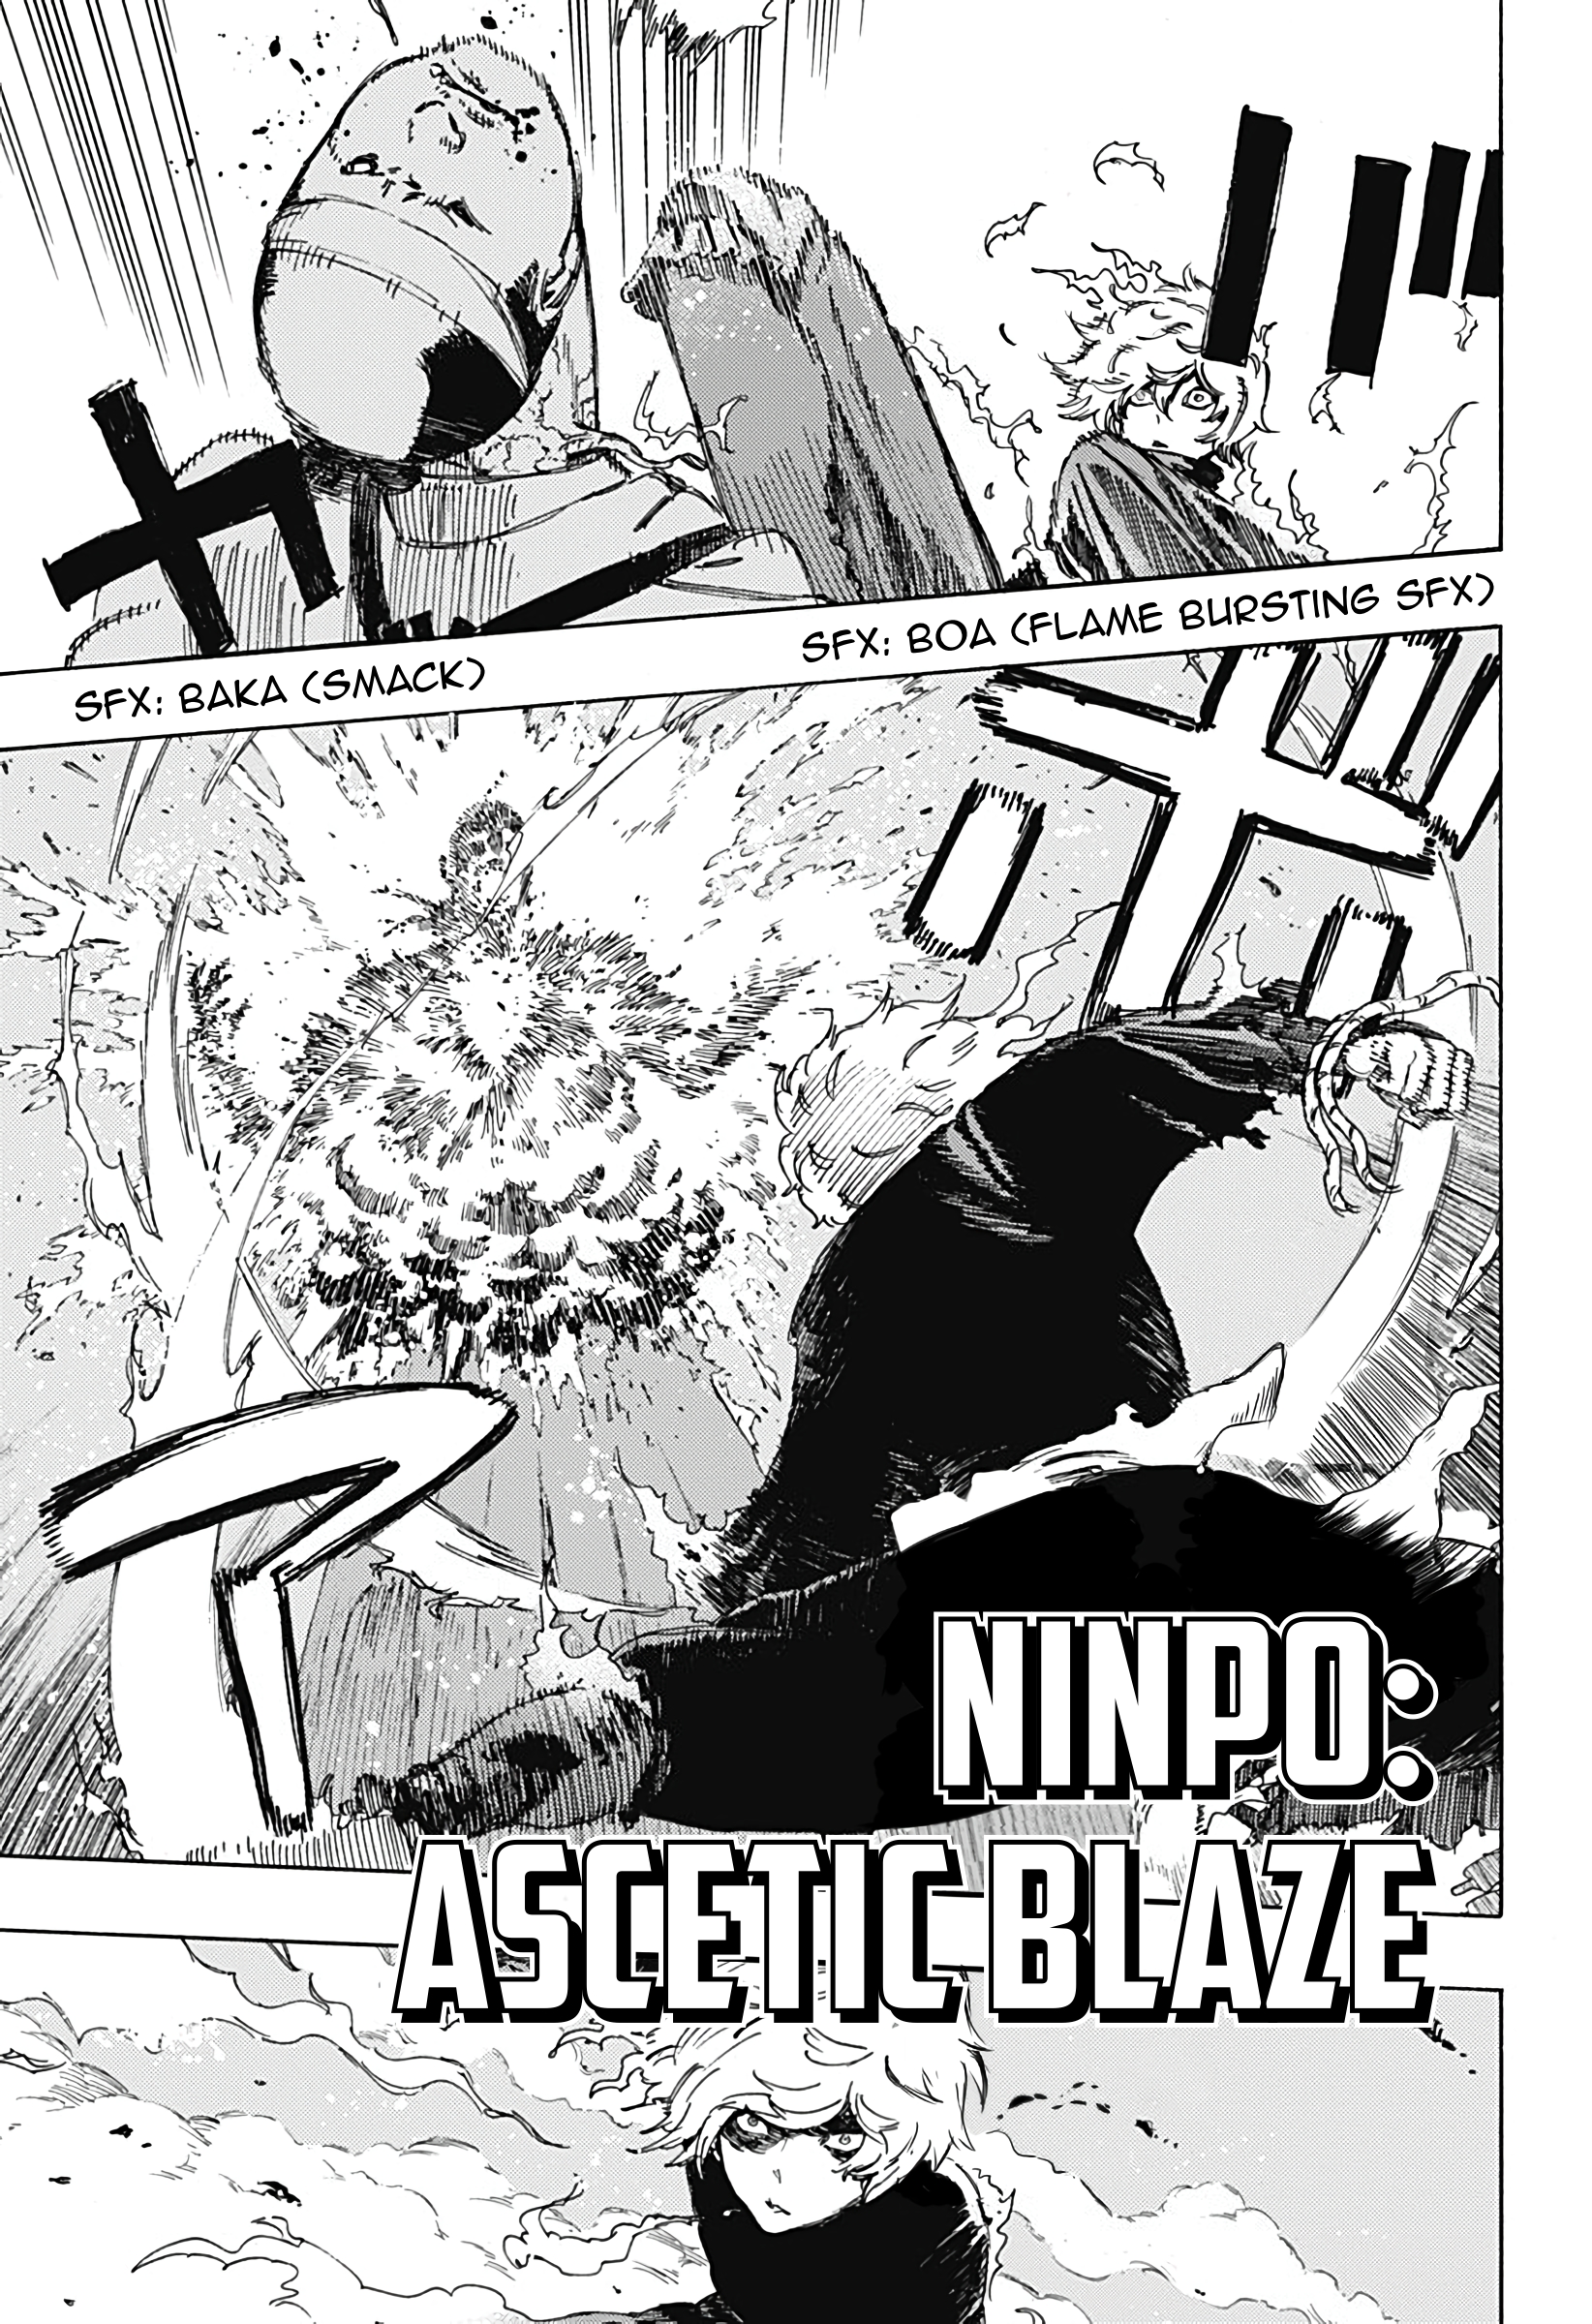 SFX: BOA (FLAME BURSTING SFX)
SFX: BAKA (SMACK)
NINPO:
ASCETIC BLAZE